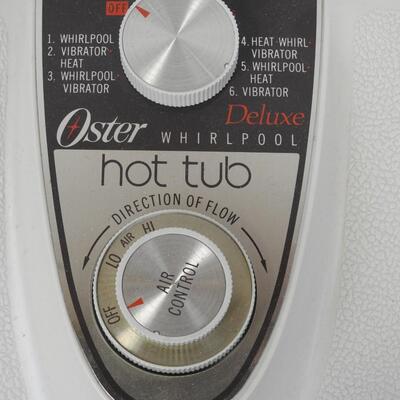 OFF
1. WHIRLPOOL
2. VIBRATOR-
HEAT
3. WHIRLPOOL-
VIBRATOR
4. HEAT-WHIRL-
VIBRATOR
5. WHIRLPOOL-
HEAT
6. VIBRATOR
Oster
Deluxe
WHIRLPOOL
hot tub
DIRECTION OF FLOW
OFF LO AIR HI
AIR
CONTROL